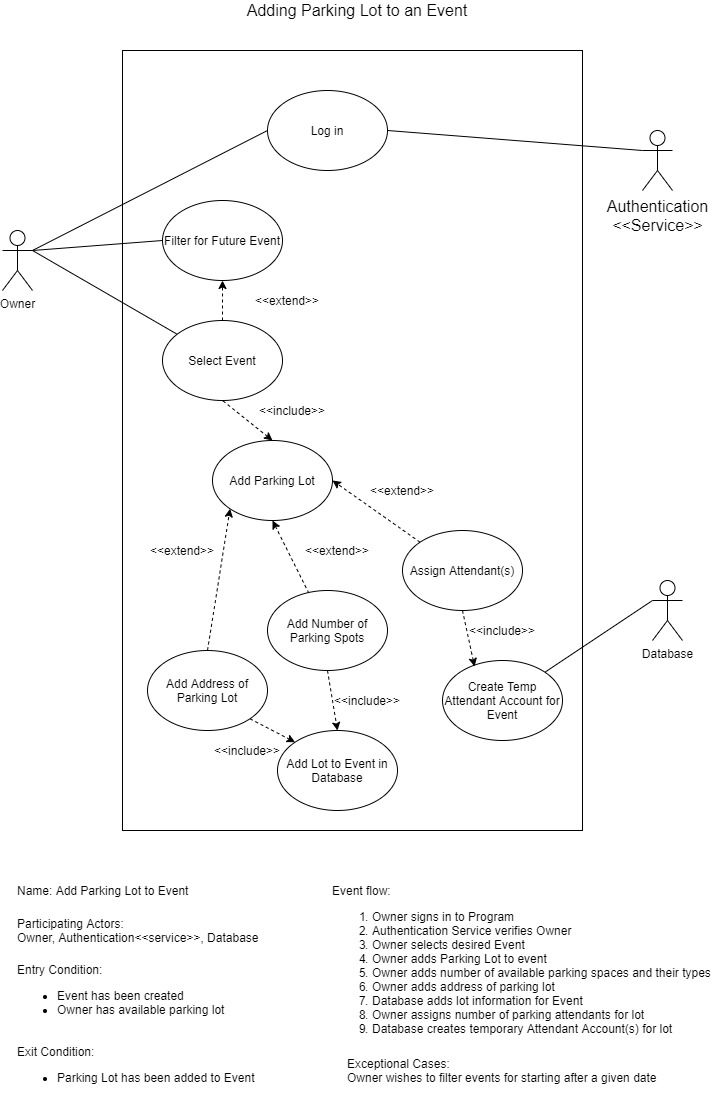 Adding Parking Lot to an Event
Log in
Authentication
<<Service>>
Filter for Future Event
Owner
<<extend>>
Select Event
<<include>>
Add Parking Lot
<<extend>>
<<extend>>
<<extend>>
Assign Attendant(s)
Add Number of
Parking Spots
<<include>>
Database
Add Address of
Parking Lot
Create Temp
Attendant Account for
Event
<<include>>
<<include>>
Add Lot to Event in
Database
Name: Add Parking Lot to Event
Participating Actors:
Owner, Authentication<<service>>, Database
Entry Condition:
• Event has been created
• Owner has available parking lot
Exit Condition:
• Parking Lot has been added to Event
Event flow:
1. Owner signs in to Program
2. Authentication Service verifies Owner
3. Owner selects desired Event
4. Owner adds Parking Lot to event
5. Owner adds number of available parking spaces and their types
6. Owner adds address of parking lot
7. Database adds lot information for Event
8. Owner assigns number of parking attendants for lot
9. Database creates temporary Attendant Account(s) for lot
Exceptional Cases:
Owner wishes to filter events for starting after a given date